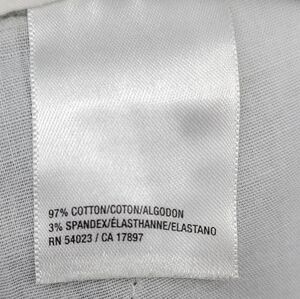 97% COTTON/COTON/ALGODON
3% SPANDEX/ÉLASTHANNE/ELASTANO
RN 54023 / CA 17897